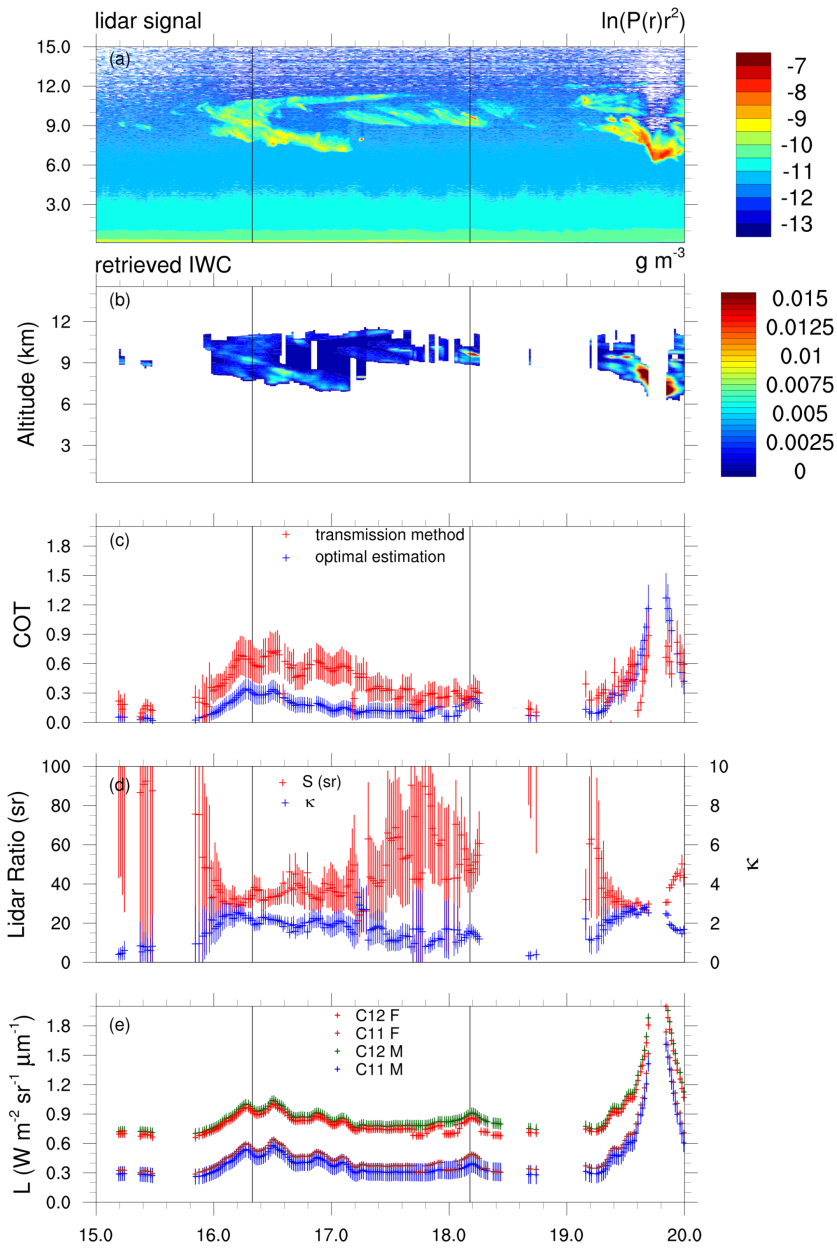 lidar signal ln(P(r)r²)
15.0
(a)
12.0
9.0
6.0
3.0
-7
-8
-9
-10
-11
-12
-13
retrieved IWC g m⁻³
(b)
12
9
6
3
Altitude (km)
0.015
0.0125
0.01
0.0075
0.005
0.0025
0
(c)
transmission method
optimal estimation
1.8
1.5
1.2
0.9
0.6
0.3
0.0
COT
(d)
S (sr)
κ
100
80
60
40
20
0
Lidar Ratio (sr)
10
8
6
4
2
0
κ
(e)
C12 F
C11 F
C12 M
C11 M
1.8
1.5
1.2
0.9
0.6
0.3
0.0
L (W m⁻² sr⁻¹ μm⁻¹)
15.0 16.0 17.0 18.0 19.0 20.0